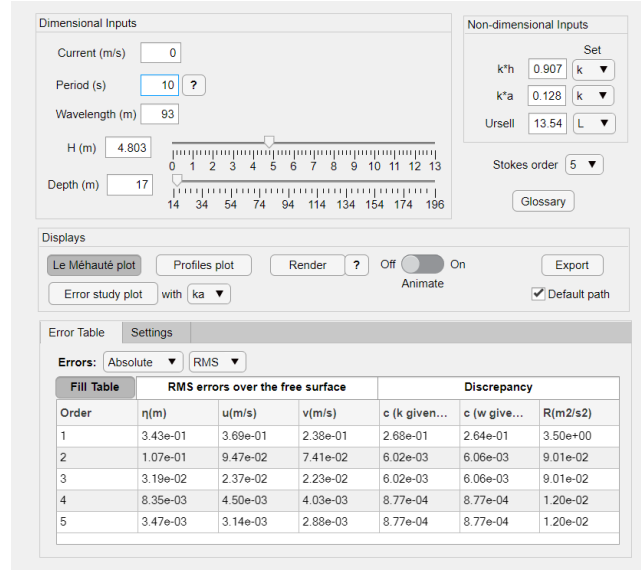 Dimensional Inputs
Current (m/s) 0
Period (s) 10 ?
Wavelength (m) 93
H (m) 4.803
0 1 2 3 4 5 6 7 8 9 10 11 12 13
Depth (m) 17
14 34 54 74 94 114 134 154 174 196
Non-dimensional Inputs
Set
k*h 0.907 k
k*a 0.128 k
Ursell 13.54 L
Stokes order 5
Glossary
Displays
Le Méhauté plot Profiles plot Render ? Off On Export
Animate
Error study plot with ka Default path
Error Table Settings
Errors: Absolute RMS
Fill Table RMS errors over the free surface Discrepancy
Order η(m) u(m/s) v(m/s) c (k given... c (w give... R(m2/s2)
1 3.43e-01 3.69e-01 2.38e-01 2.68e-01 2.64e-01 3.50e+00
2 1.07e-01 9.47e-02 7.41e-02 6.02e-03 6.06e-03 9.01e-02
3 3.19e-02 2.37e-02 2.23e-02 6.02e-03 6.06e-03 9.01e-02
4 8.35e-03 4.50e-03 4.03e-03 8.77e-04 8.77e-04 1.20e-02
5 3.47e-03 3.14e-03 2.88e-03 8.77e-04 8.77e-04 1.20e-02